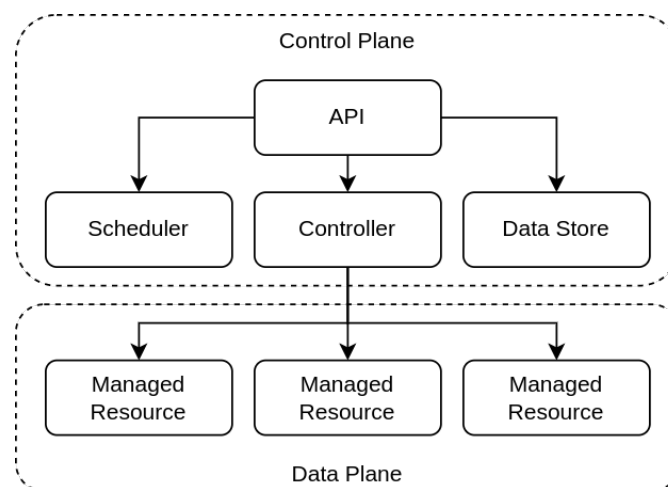 Control Plane
API
Scheduler
Controller
Data Store
Managed
Resource
Managed
Resource
Managed
Resource
Data Plane